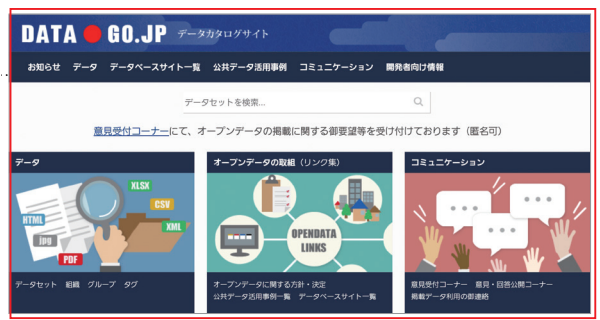 DATA GO.JP データカタログサイト
お知らせ データ データベースサイト一覧 公共データ活用事例 コミュニケーション 開発者向け情報
データセットを検索...
意見受付コーナーにて、オープンデータの掲載に関する御要望等を受け付けております（匿名可）
データ
XLSX
CSV
HTML
XML
jpg
PDF
データセット 組織 グループ タグ
オープンデータの取組（リンク集）
OPENDATA
LINKS
オープンデータに関する方針・決定
公共データ活用事例一覧 データベースサイト一覧
コミュニケーション
意見受付コーナー 意見・回答公開コーナー
掲載データ利用の御連絡